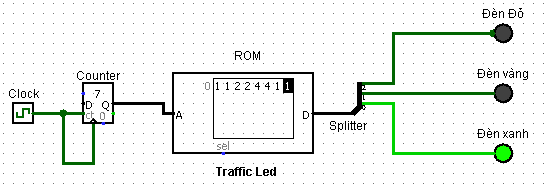 Đèn Đỏ
ROM
Clock
Counter
Đèn vàng
7
0 1 1 2 2 4 4 1 1
D Q
A
D
ct 0
Splitter
Đèn xanh
sel
Traffic Led